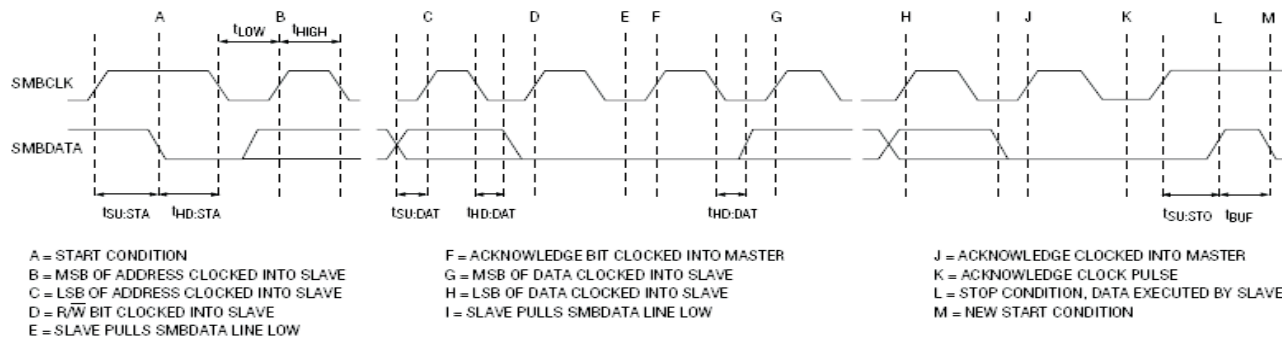 A B C D E F G H I J K L M
tLOW tHIGH
SMBCLK
SMBDATA
tSU:STA tHD:STA tSU:DAT tHD:DAT tHD:DAT tSU:STO tBUF
A = START CONDITION
B = MSB OF ADDRESS CLOCKED INTO SLAVE
C = LSB OF ADDRESS CLOCKED INTO SLAVE
D = R/W̅ BIT CLOCKED INTO SLAVE
E = SLAVE PULLS SMBDATA LINE LOW
F = ACKNOWLEDGE BIT CLOCKED INTO MASTER
G = MSB OF DATA CLOCKED INTO SLAVE
H = LSB OF DATA CLOCKED INTO SLAVE
I = SLAVE PULLS SMBDATA LINE LOW
J = ACKNOWLEDGE CLOCKED INTO MASTER
K = ACKNOWLEDGE CLOCK PULSE
L = STOP CONDITION, DATA EXECUTED BY SLAVE
M = NEW START CONDITION